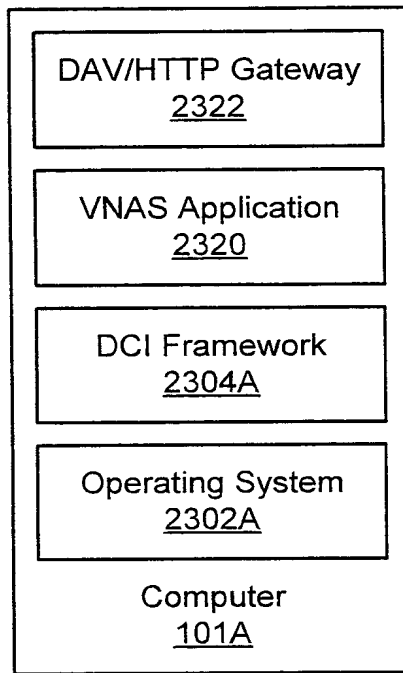 DAV/HTTP Gateway
2322
VNAS Application
2320
DCI Framework
2304A
Operating System
2302A
Computer
101A